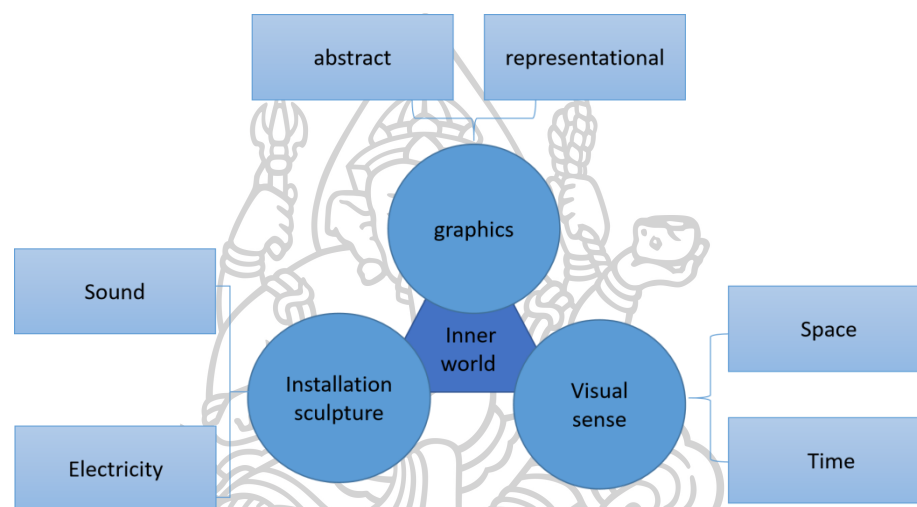 abstract
representational
graphics
Sound
Inner
world
Space
Installation
sculpture
Visual
sense
Electricity
Time